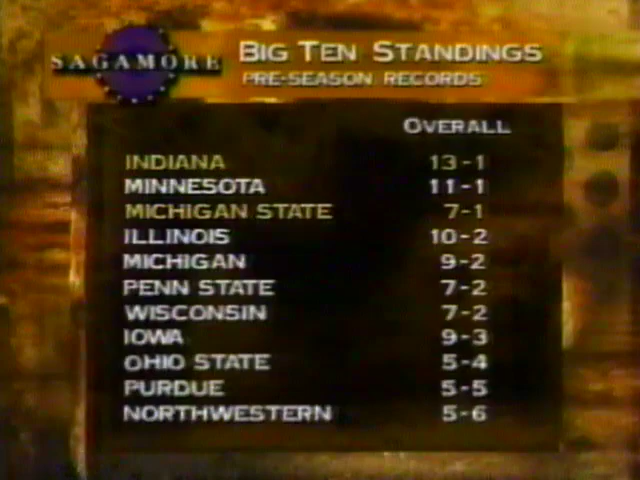 SAGAMORE
BIG TEN STANDINGS
PRE-SEASON RECORDS
OVERALL
INDIANA 13-1
MINNESOTA 11-1
MICHIGAN STATE 7-1
ILLINOIS 10-2
MICHIGAN 9-2
PENN STATE 7-2
WISCONSIN 7-2
IOWA 9-3
OHIO STATE 5-4
PURDUE 5-5
NORTHWESTERN 5-6